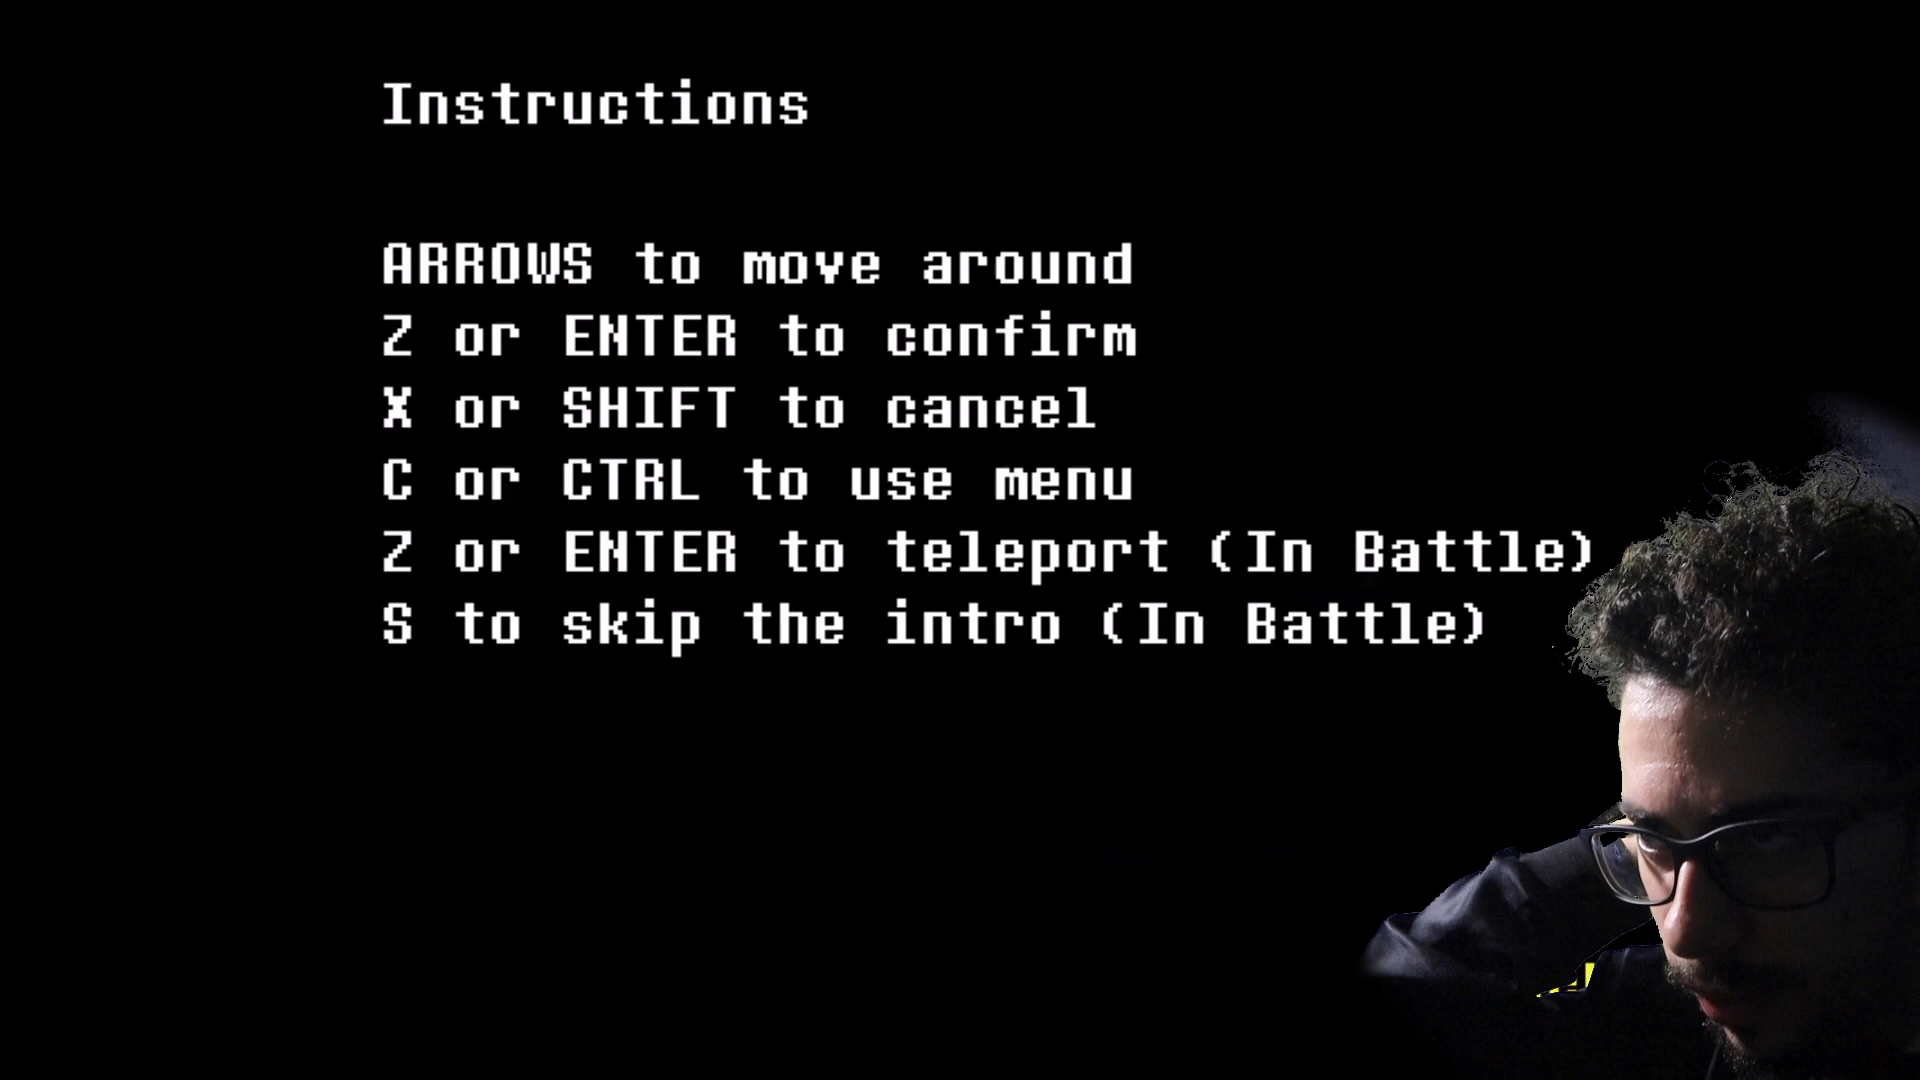 Instructions
ARROWS to move around
Z or ENTER to confirm
X or SHIFT to cancel
C or CTRL to use menu
Z or ENTER to teleport (In Battle)
S to skip the intro (In Battle)